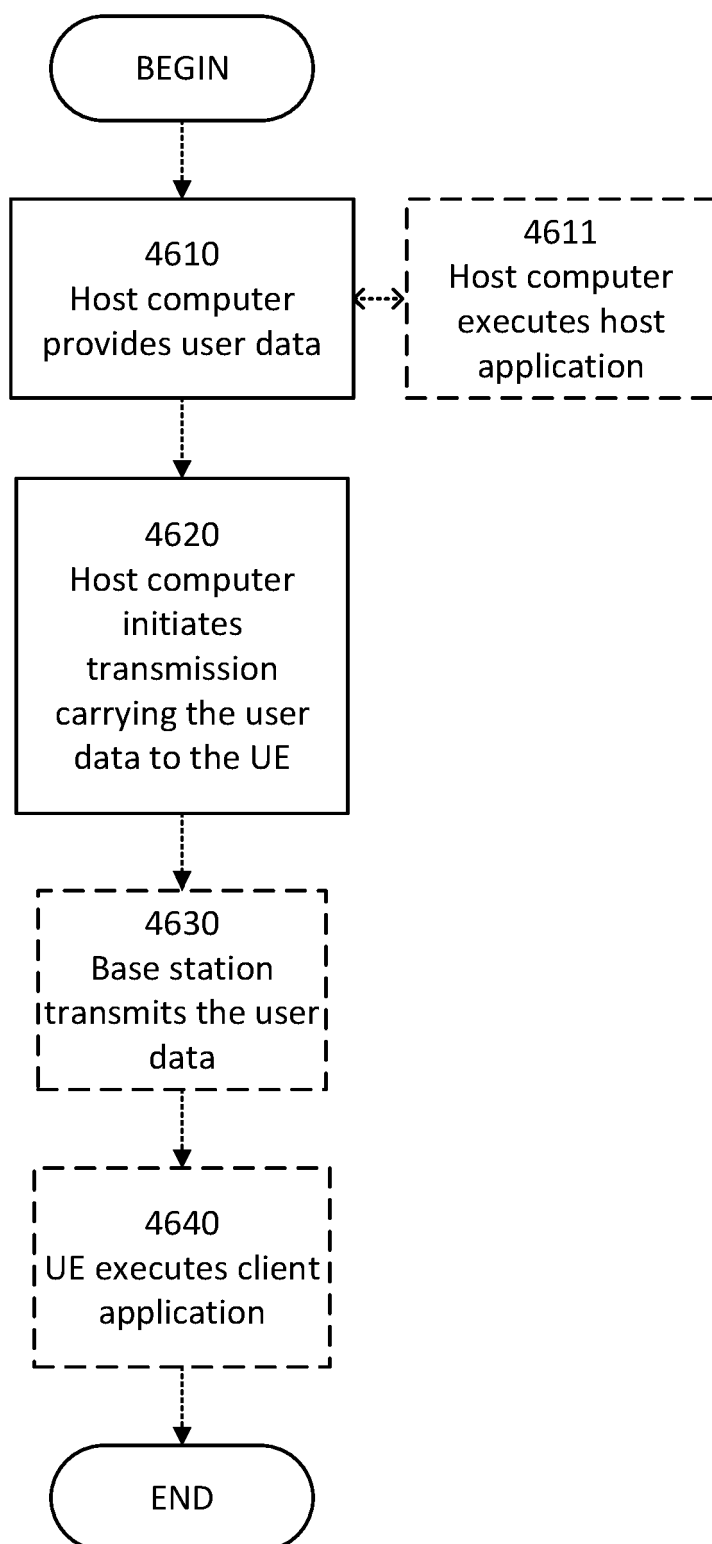 BEGIN
4610
Host computer
provides user data
4611
Host computer
executes host
application
4620
Host computer
initiates
transmission
carrying the user
data to the UE
4630
Base station
transmits the user
data
4640
UE executes client
application
END